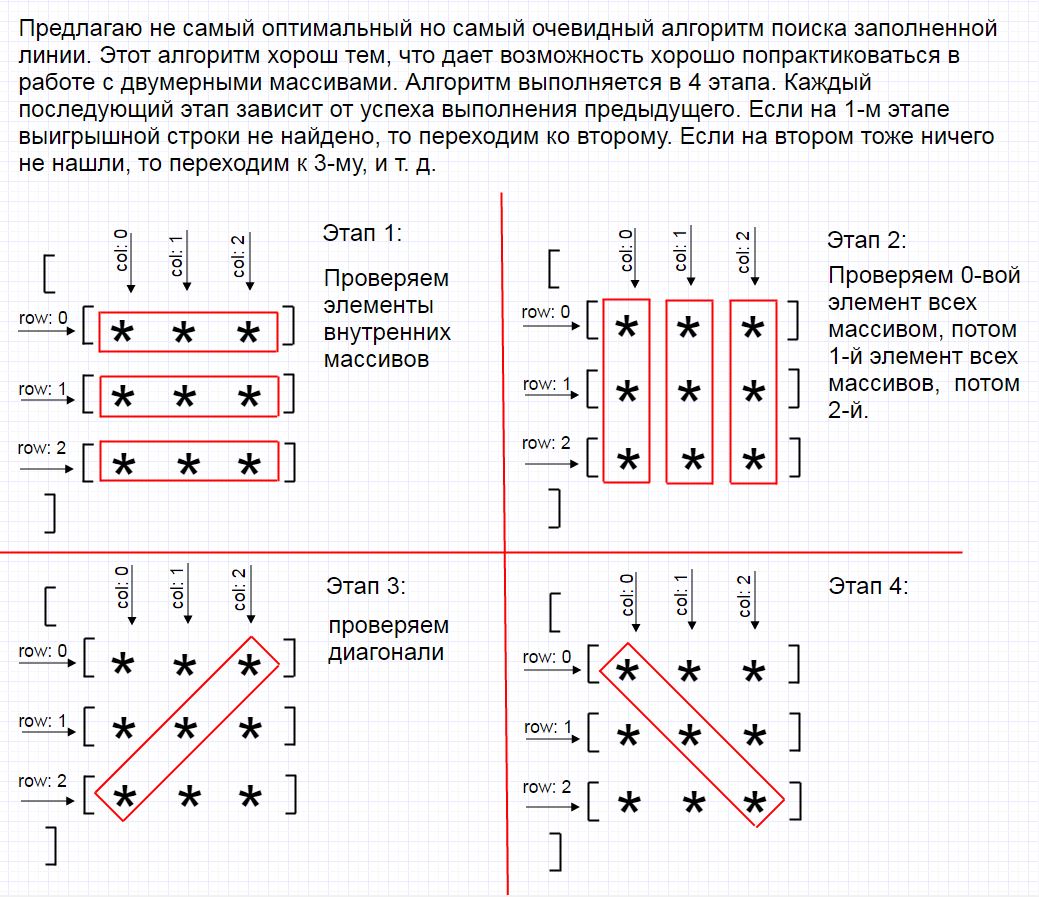 Предлагаю не самый оптимальный но самый очевидный алгоритм поиска заполненной
линии. Этот алгоритм хорош тем, что дает возможность хорошо попрактиковаться в
работе с двумерными массивами. Алгоритм выполняется в 4 этапа. Каждый
последующий этап зависит от успеха выполнения предыдущего. Если на 1-м этапе
выигрышной строки не найдено, то переходим ко второму. Если на втором тоже ничего
не нашли, то переходим к 3-му, и т. д.
Этап 1:
Проверяем
элементы
внутренних
массивов
col: 0
col: 1
col: 2
[
row: 0 [ * * * ]
row: 1 [ * * * ]
row: 2 [ * * * ]
]
Этап 2:
Проверяем 0-вой
элемент всех
массивом, потом
1-й элемент всех
массивов, потом
2-й.
col: 0
col: 1
col: 2
[
row: 0 [ * * * ]
row: 1 [ * * * ]
row: 2 [ * * * ]
]
Этап 3:
проверяем
диагонали
col: 0
col: 1
col: 2
[
row: 0 [ * * * ]
row: 1 [ * * * ]
row: 2 [ * * * ]
]
Этап 4:
col: 0
col: 1
col: 2
[
row: 0 [ * * * ]
row: 1 [ * * * ]
row: 2 [ * * * ]
]